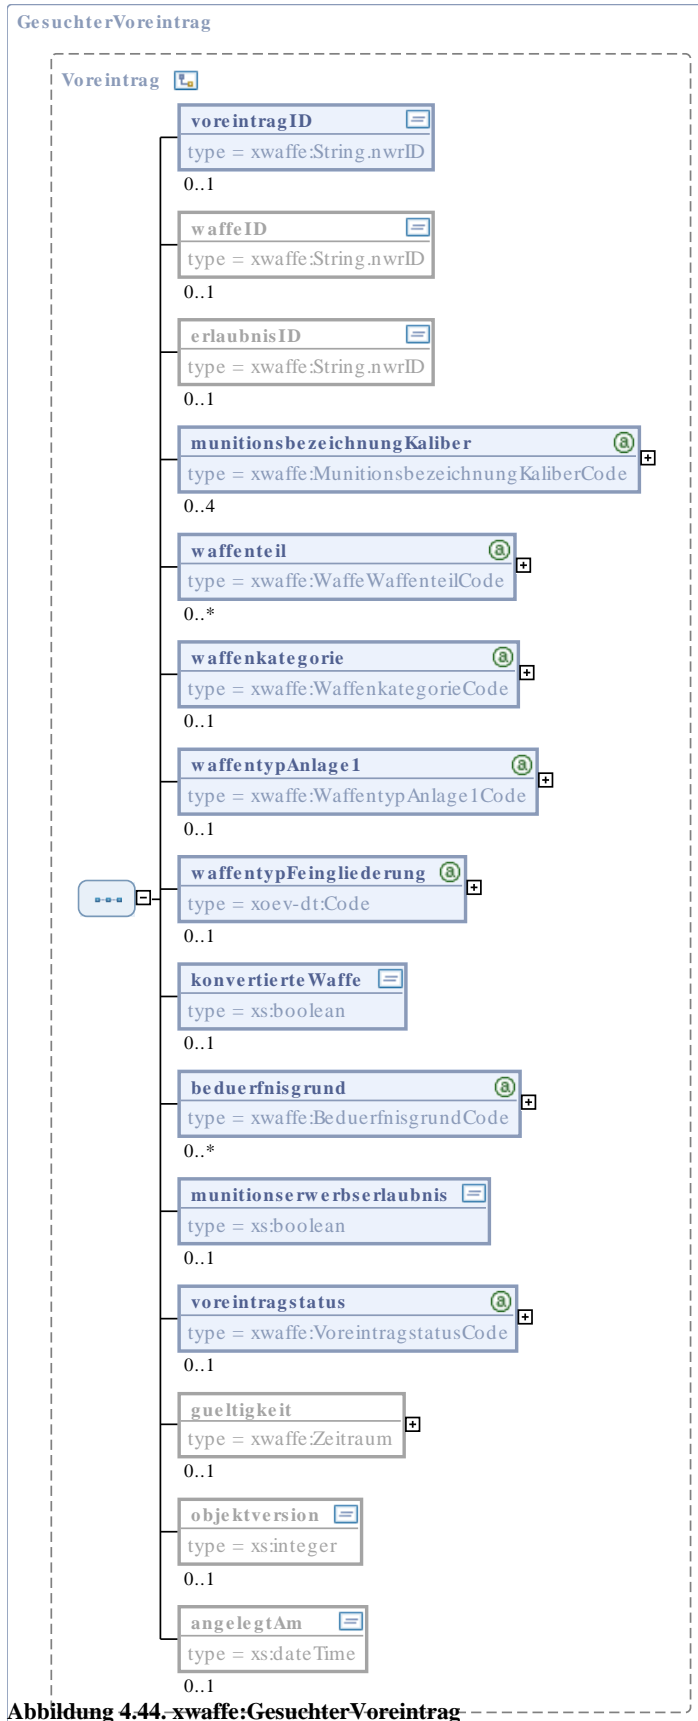 GesuchterVoreintrag
Voreintrag
voreintragID
type = xwaffe:String.nwrID
0..1
waffeID
type = xwaffe:String.nwrID
0..1
erlaubnisID
type = xwaffe:String.nwrID
0..1
munitionsbezeichnungKaliber
type = xwaffe:MunitionsbezeichnungKaliberCode
0..4
waffenteil
type = xwaffe:WaffeWaffenteilCode
0..*
waffenkategorie
type = xwaffe:WaffenkategorieCode
0..1
waffentypAnlage1
type = xwaffe:WaffentypAnlage1Code
0..1
waffentypFeingliederung
type = xoev-dt:Code
0..1
konvertierteWaffe
type = xs:boolean
0..1
beduerfnisgrund
type = xwaffe:BeduerfnisgrundCode
0..*
munitionserwerbserlaubnis
type = xs:boolean
0..1
voreintragstatus
type = xwaffe:VoreintragstatusCode
0..1
gueltigkeit
type = xwaffe:Zeitraum
0..1
objektversion
type = xs:integer
0..1
angelegtAm
type = xs:dateTime
0..1
Abbildung 4.44. xwaffe:GesuchterVoreintrag